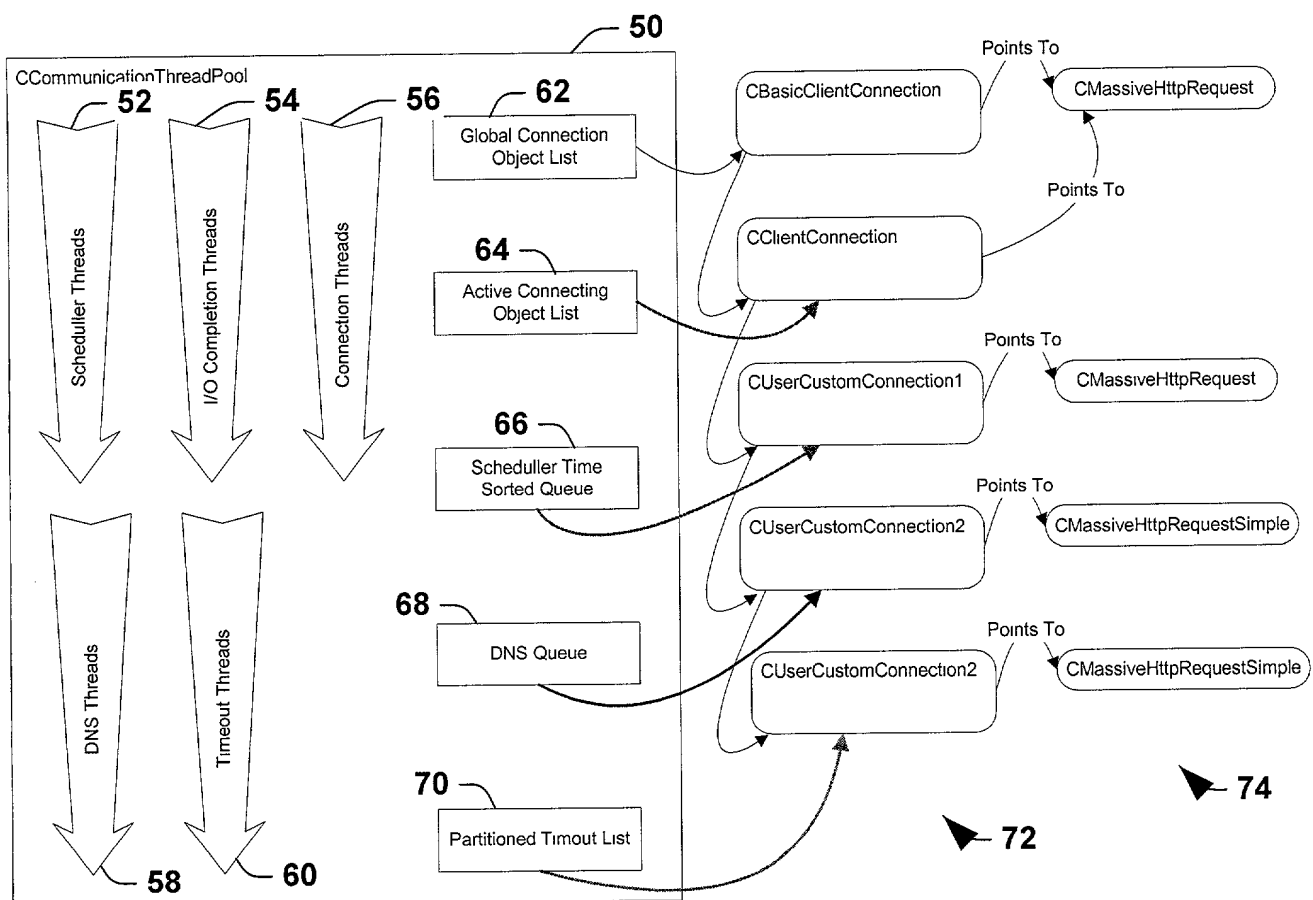 50
CCommunicationThreadPool
52
54
56
62
Global Connection
Object List
64
Active Connecting
Object List
66
Scheduller Time
Sorted Queue
68
DNS Queue
70
Partitioned Timout List
Scheduller Threads
I/O Completion Threads
Connection Threads
DNS Threads
Timeout Threads
58
60
CBasicClientConnection
Points To
CMassiveHttpRequest
Points To
CClientConnection
CUserCustomConnection1
Points To
CMassiveHttpRequest
CUserCustomConnection2
Points To
CMassiveHttpRequestSimple
CUserCustomConnection2
Points To
CMassiveHttpRequestSimple
72
74